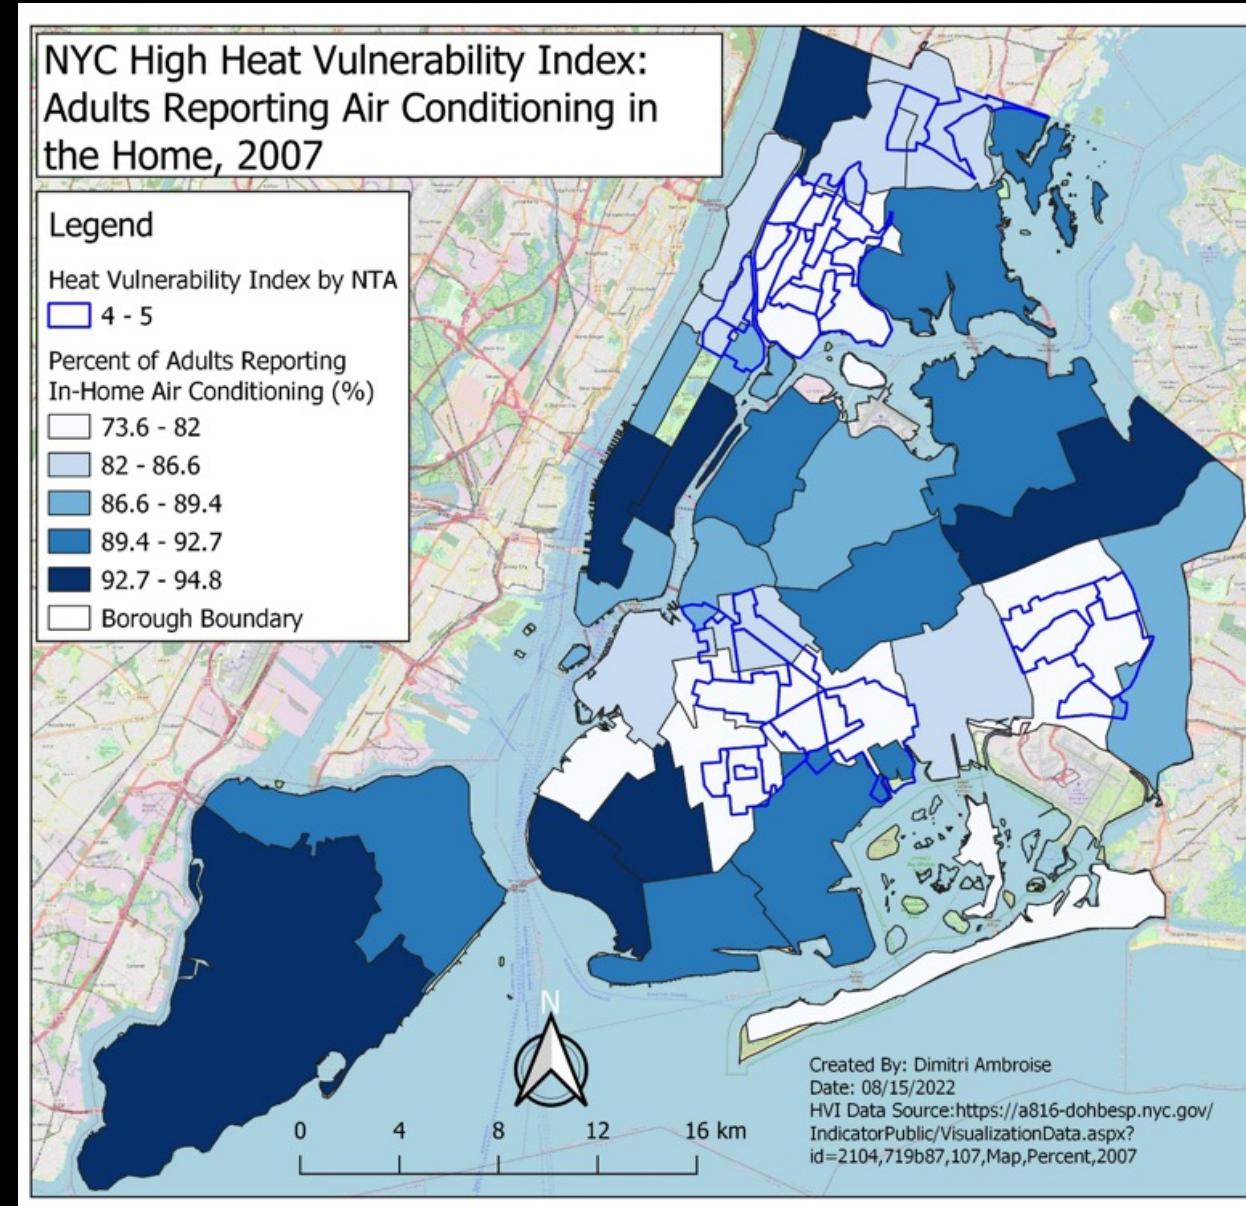 NYC High Heat Vulnerability Index:
Adults Reporting Air Conditioning in
the Home, 2007
Legend
Heat Vulnerability Index by NTA
4 - 5
Percent of Adults Reporting
In-Home Air Conditioning (%)
73.6 - 82
82 - 86.6
86.6 - 89.4
89.4 - 92.7
92.7 - 94.8
Borough Boundary
N
0 4 8 12 16 km
Created By: Dimitri Ambroise
Date: 08/15/2022
HVI Data Source:https://a816-dohbesp.nyc.gov/
IndicatorPublic/VisualizationData.aspx?
id=2104,719b87,107,Map,Percent,2007